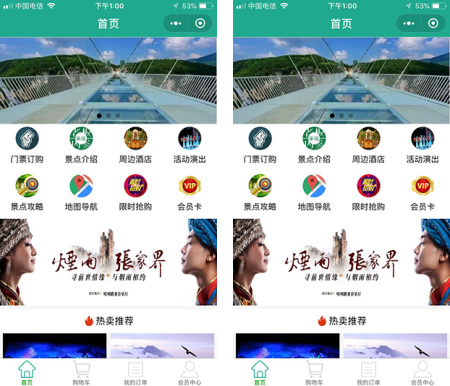 中国电信 下午1:00 53%
首页
门票订购 景点介绍 周边酒店 活动演出
景点攻略 地图导航 限时抢购 会员卡
VIP
烟雨張家界
寻前世情缘 与烟雨相约
热卖推荐
首页 购物车 我的订单 会员中心
中国电信 下午1:00 53%
首页
门票订购 景点介绍 周边酒店 活动演出
景点攻略 地图导航 限时抢购 会员卡
VIP
烟雨張家界
寻前世情缘 与烟雨相约
热卖推荐
首页 购物车 我的订单 会员中心